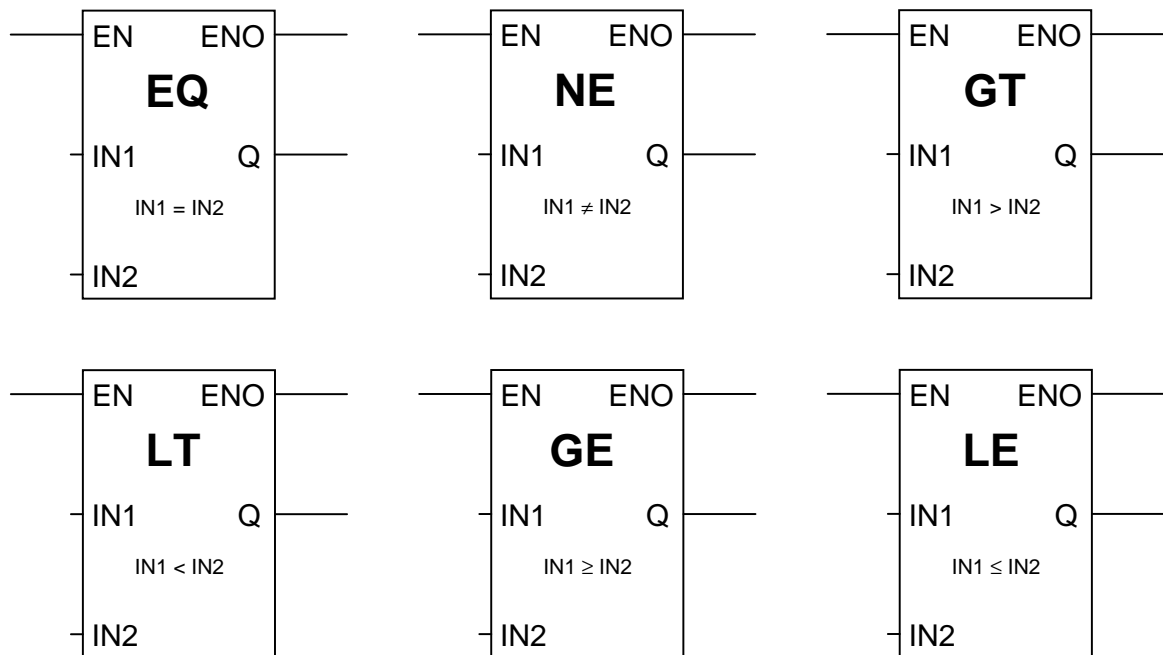 EN ENO
EQ
IN1 Q
IN1 = IN2
IN2
EN ENO
NE
IN1 Q
IN1 ≠ IN2
IN2
EN ENO
GT
IN1 Q
IN1 > IN2
IN2
EN ENO
LT
IN1 Q
IN1 < IN2
IN2
EN ENO
GE
IN1 Q
IN1 ≥ IN2
IN2
EN ENO
LE
IN1 Q
IN1 ≤ IN2
IN2